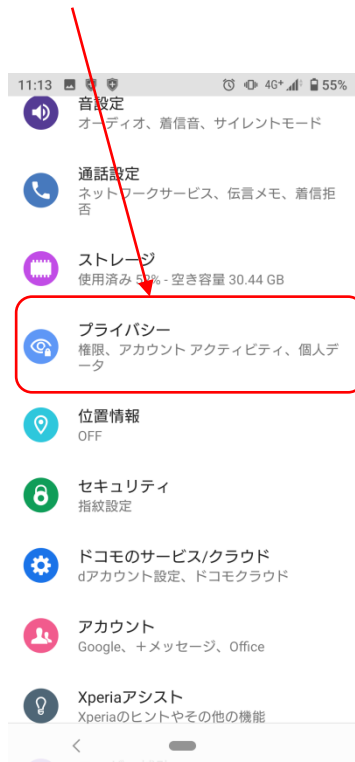 11:13 4G+ 55%
音設定
オーディオ、着信音、サイレントモード
通話設定
ネットワークサービス、伝言メモ、着信拒
否
ストレージ
使用済み 52% - 空き容量 30.44 GB
プライバシー
権限、アカウント アクティビティ、個人デ
ータ
位置情報
OFF
セキュリティ
指紋設定
ドコモのサービス/クラウド
dアカウント設定、ドコモクラウド
アカウント
Google、＋メッセージ、Office
Xperiaアシスト
Xperiaのヒントやその他の機能